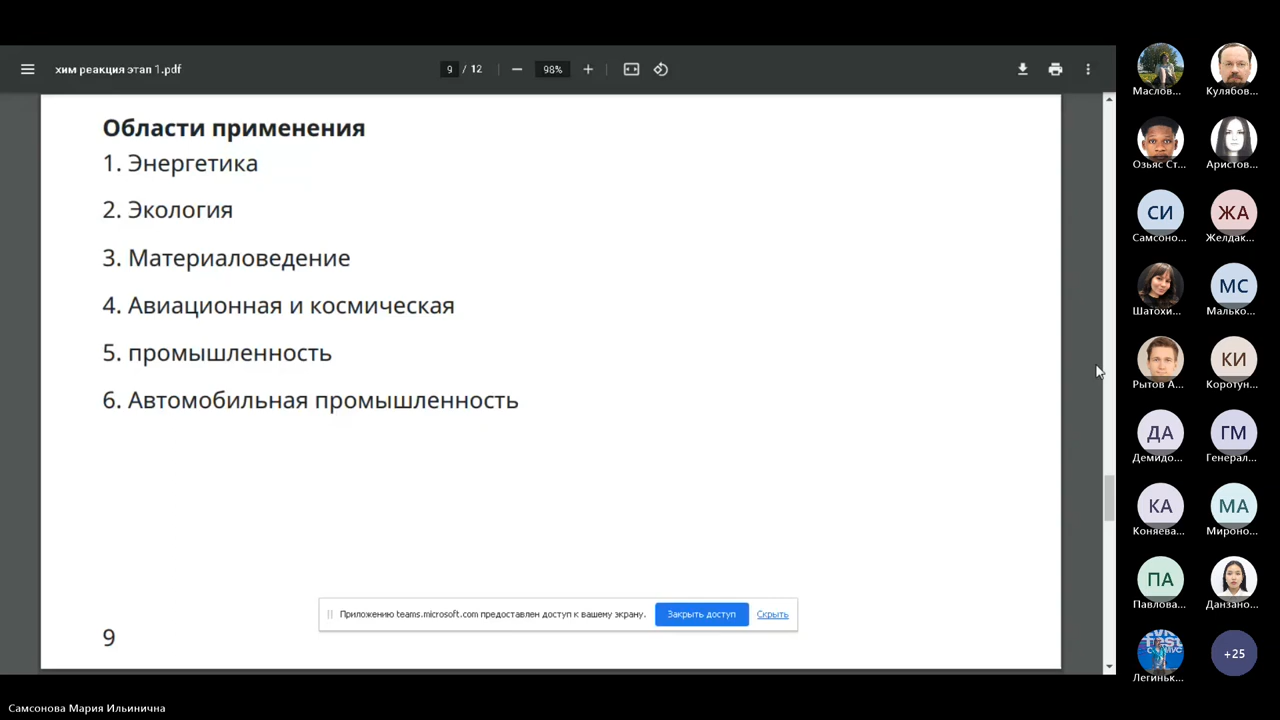 хим реакция этап 1.pdf
9 / 12
98%
Области применения
1. Энергетика
2. Экология
3. Материаловедение
4. Авиационная и космическая
5. промышленность
6. Автомобильная промышленность
Приложению teams.microsoft.com предоставлен доступ к вашему экрану.
Закрыть доступ
Скрыть
9
Маслов...
Кулябов...
Озьяс Ст...
Аристов...
СИ
ЖА
Самсоно...
Желдак...
МС
Шатохи...
Малько...
КИ
Рытов А...
Коротун...
ДА
ГМ
Демидо...
Генерал...
КА
МА
Коняева...
Мироно...
ПА
Павлова...
Данзано...
+25
Легиньк...
Самсонова Мария Ильинична